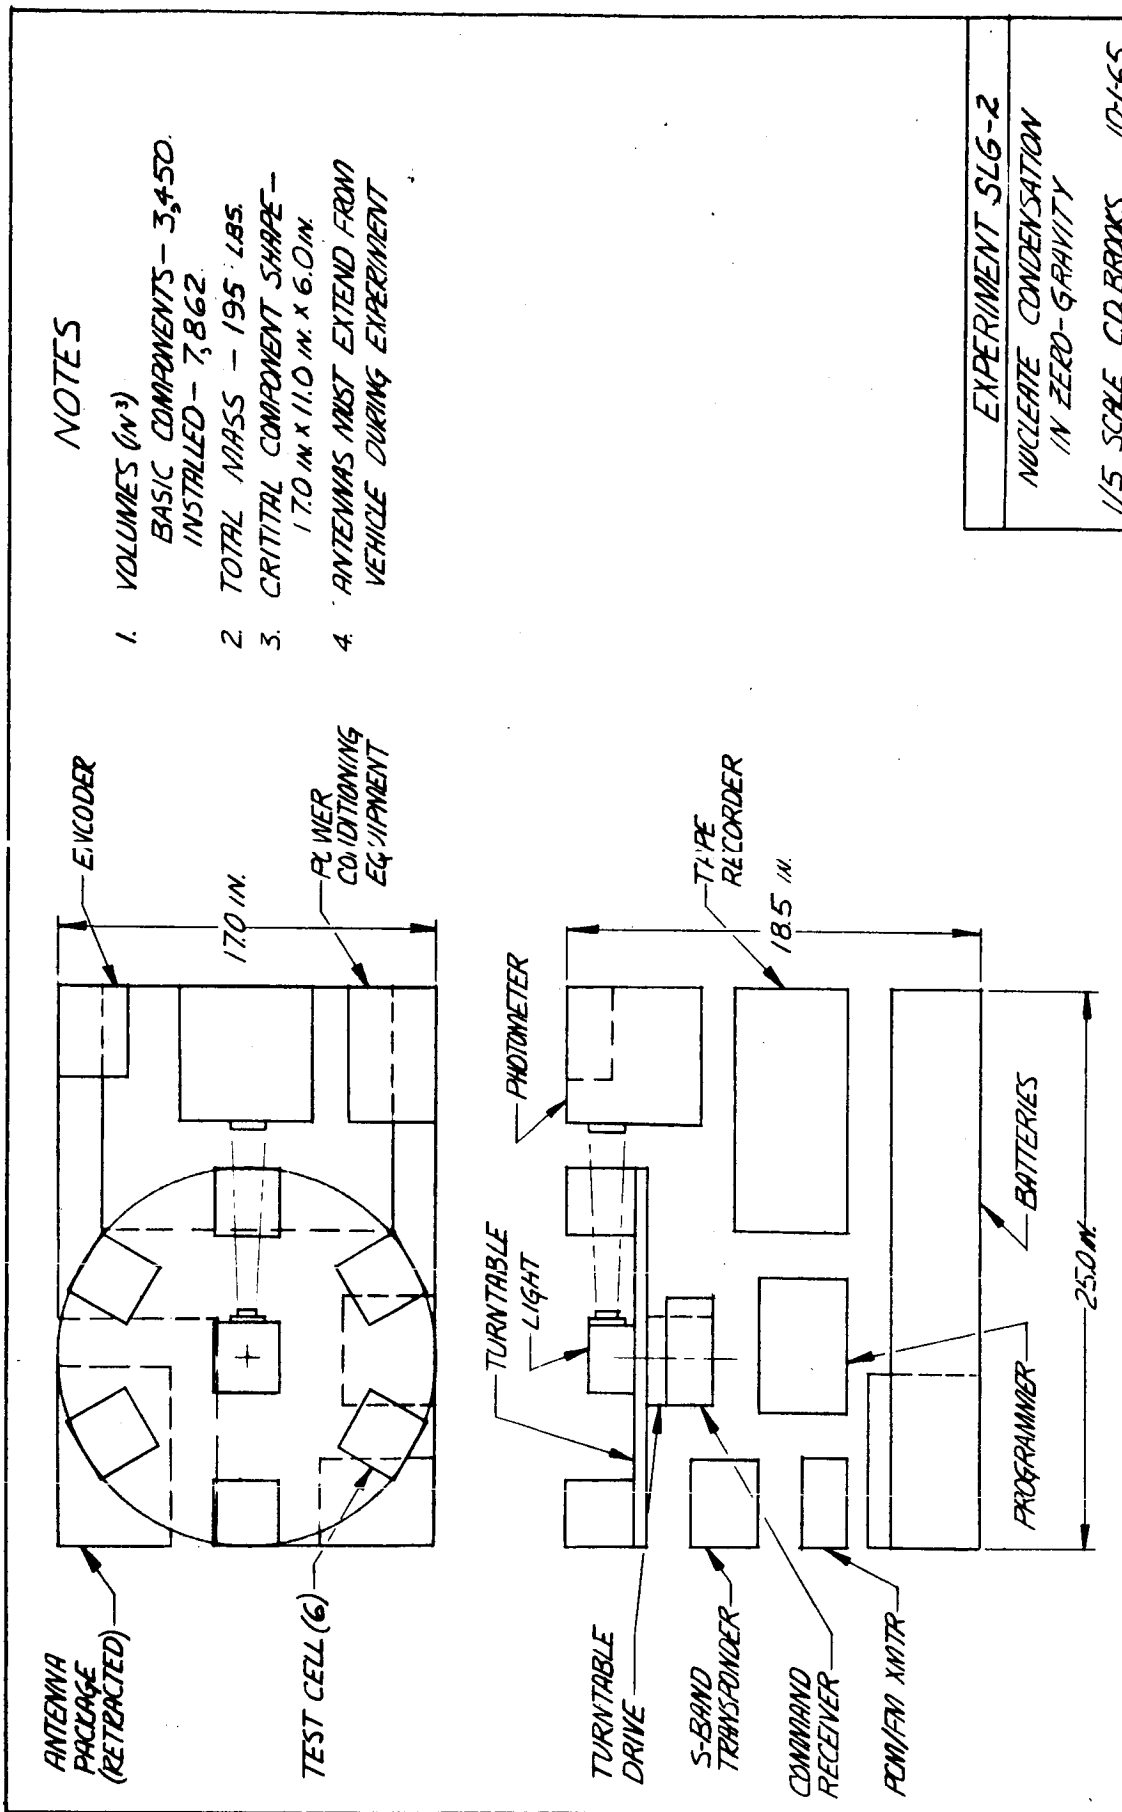 ANTENNA
PACKAGE
(RETRACTED)
ENCODER
17.0 IN.
POWER
CONDITIONING
EQUIPMENT
TEST CELL (6)
TURNTABLE
LIGHT
PHOTOMETER
TAPE
RECORDER
18.5 IN.
TURNTABLE
DRIVE
S-BAND
TRANSPONDER
COMMAND
RECEIVER
PCM/FM XMTR
PROGRAMMER
BATTERIES
25.0 IN.
NOTES
1. VOLUMES (IN³)
BASIC COMPONENTS - 3,450.
INSTALLED - 7,862
2. TOTAL MASS - 195 LBS.
3. CRITITAL COMPONENT SHAPE -
17.0 IN. X 11.0 IN. X 6.0 IN.
4. ANTENNAS MUST EXTEND FROM
VEHICLE DURING EXPERIMENT
EXPERIMENT SLG-2
NUCLEATE CONDENSATION
IN ZERO-GRAVITY
1/5 SCALE C.D. BROOKS 10-1-65